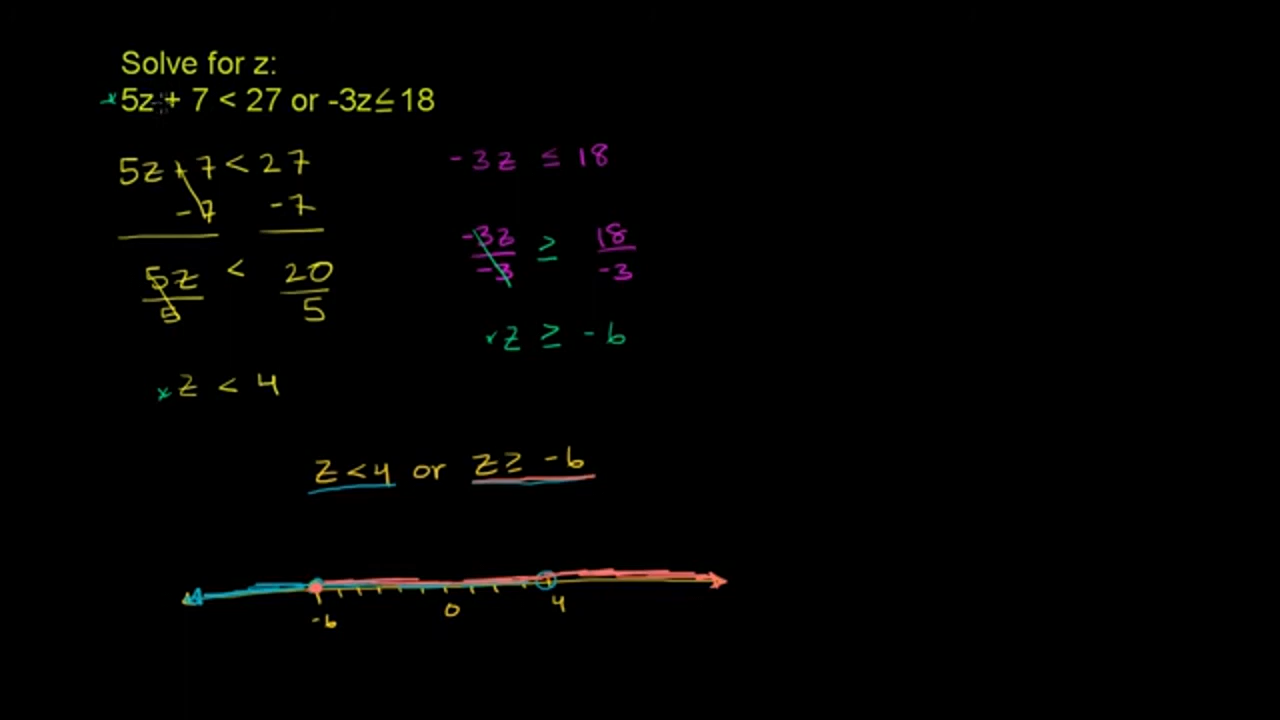 Solve for z:
5z + 7 < 27 or -3z ≤ 18
5z + 7 < 27
-7 -7
5z < 20
5 5
z < 4
-3z ≤ 18
-3z ≥ 18
-3 -3
z ≥ -6
z < 4 or z ≥ -6
-6 0 4